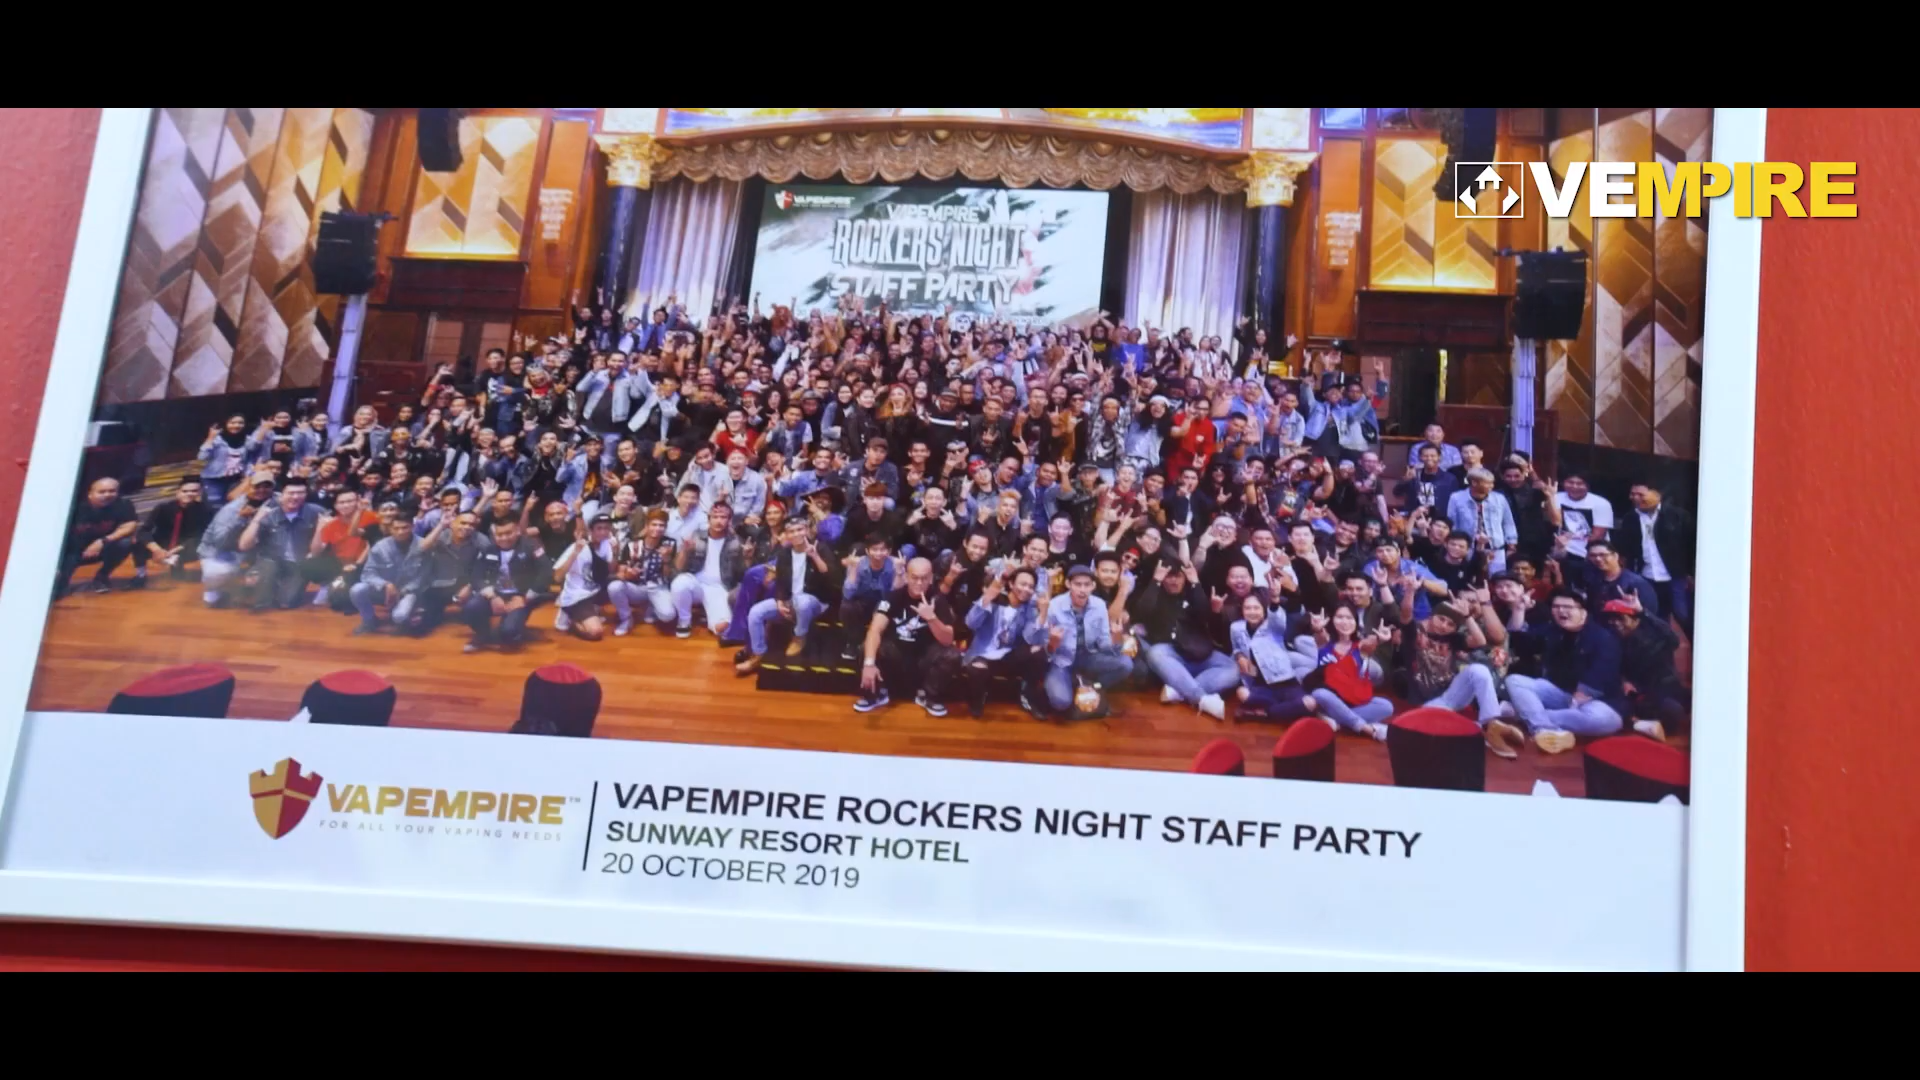 VEMPIRE
VAPEMPIRE
VAPEMPIRE
ROCKERS NIGHT
STAFF PARTY
VAPEMPIRE™
FOR ALL YOUR VAPING NEEDS
VAPEMPIRE ROCKERS NIGHT STAFF PARTY
SUNWAY RESORT HOTEL
20 OCTOBER 2019